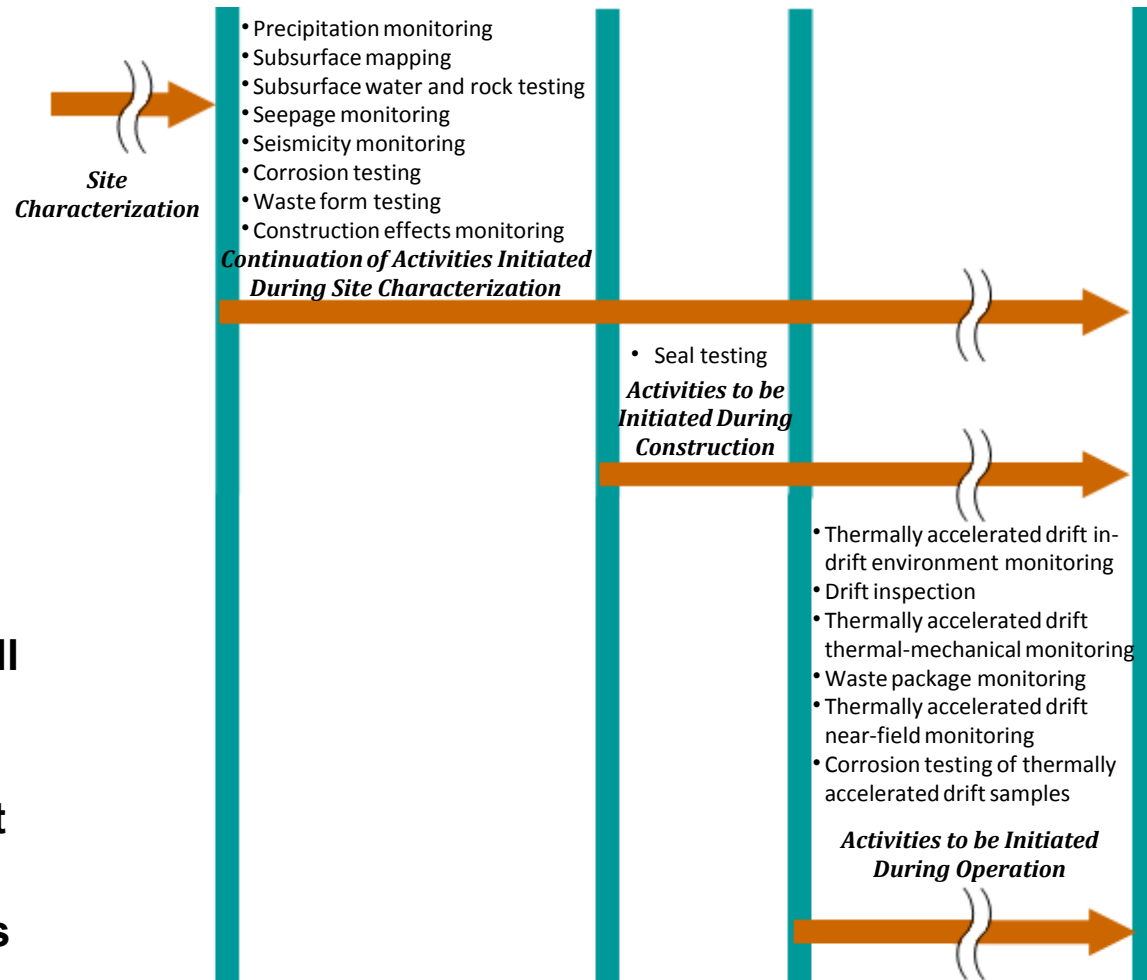 • Precipitation monitoring
• Subsurface mapping
• Subsurface water and rock testing
• Seepage monitoring
• Seismicity monitoring
• Corrosion testing
• Waste form testing
• Construction effects monitoring
Site
Characterization
Continuation of Activities Initiated
During Site Characterization
• Seal testing
Activities to be
Initiated During
Construction
• Thermally accelerated drift in-
drift environment monitoring
• Drift inspection
• Thermally accelerated drift
thermal-mechanical monitoring
• Waste package monitoring
• Thermally accelerated drift
near-field monitoring
• Corrosion testing of thermally
accelerated drift samples
Activities to be Initiated
During Operation